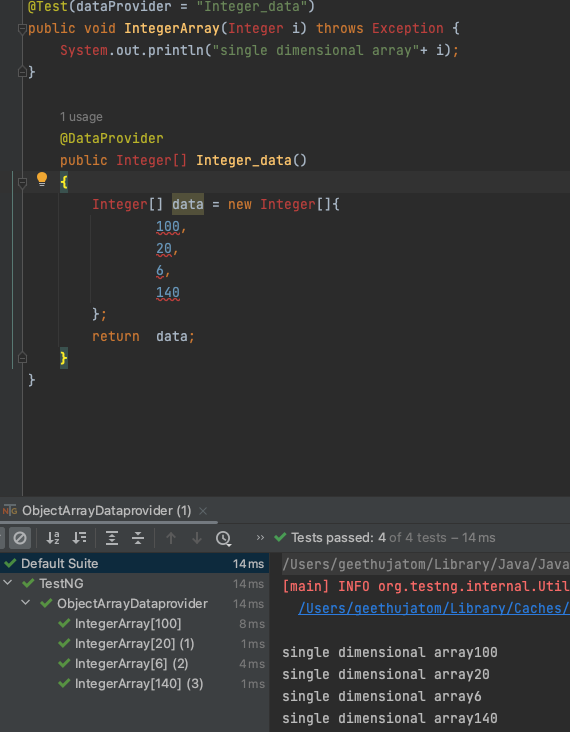 @Test(dataProvider = "Integer_data")
public void IntegerArray(Integer i) throws Exception {
System.out.println("single dimensional array"+ i);
}
1 usage
@DataProvider
public Integer[] Integer_data()
{
Integer[] data = new Integer[]{
100,
20,
6,
140
};
return  data;
}
}
NG ObjectArrayDataprovider (1) ×
» Tests passed: 4 of 4 tests – 14 ms
Default Suite 14 ms
TestNG 14 ms
ObjectArrayDataprovider 14 ms
IntegerArray[100] 8 ms
IntegerArray[20] (1) 1 ms
IntegerArray[6] (2) 4 ms
IntegerArray[140] (3) 1 ms
/Users/geethujatom/Library/Java/Java
[main] INFO org.testng.internal.Util
/Users/geethujatom/Library/Caches/
single dimensional array100
single dimensional array20
single dimensional array6
single dimensional array140